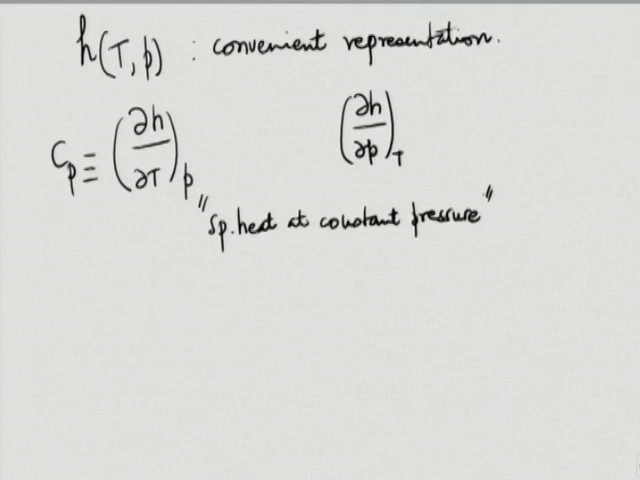 h(T, p) : convenient representation.
Cp ≡ (∂h/∂T)p (∂h/∂p)T
"Sp. heat at constant pressure"